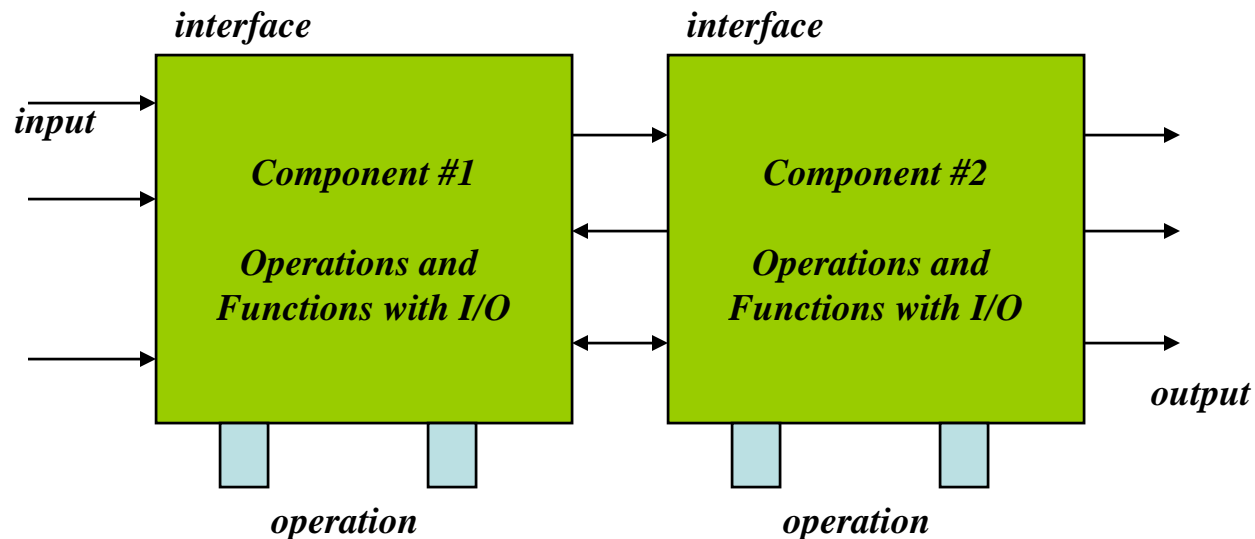 interface
interface
input
Component #1
Component #2
Operations and
Functions with I/O
Operations and
Functions with I/O
output
operation
operation